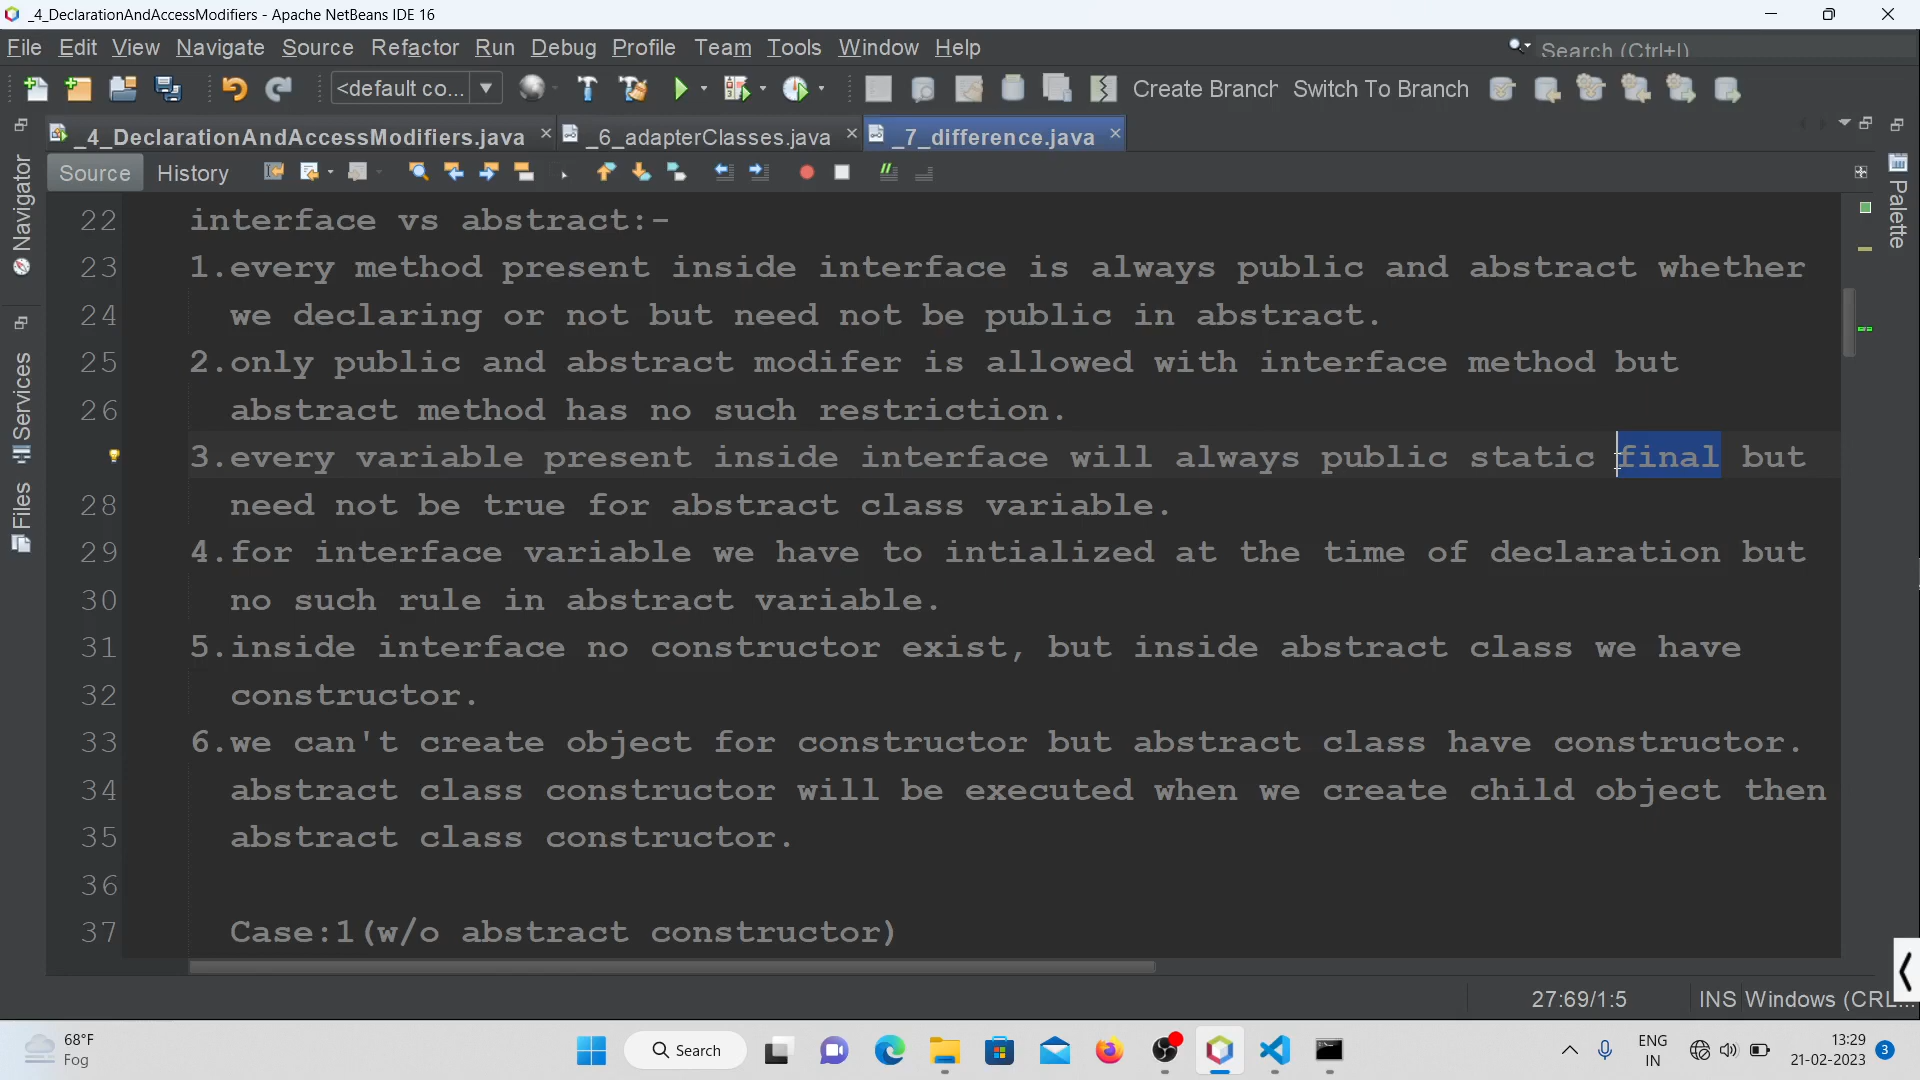 _4_DeclarationAndAccessModifiers - Apache NetBeans IDE 16
File Edit View Navigate Source Refactor Run Debug Profile Team Tools Window Help
Search (Ctrl+I)
<default co... Create Branch Switch To Branch
_4_DeclarationAndAccessModifiers.java _6_adapterClasses.java _7_difference.java
Source History
Navigator
Services
Files
Palette
22 interface vs abstract:-
23 1.every method present inside interface is always public and abstract whether
24 we declaring or not but need not be public in abstract.
25 2.only public and abstract modifer is allowed with interface method but
26 abstract method has no such restriction.
3.every variable present inside interface will always public static final but
28 need not be true for abstract class variable.
29 4.for interface variable we have to intialized at the time of declaration but
30 no such rule in abstract variable.
31 5.inside interface no constructor exist, but inside abstract class we have
32 constructor.
33 6.we can't create object for constructor but abstract class have constructor.
34 abstract class constructor will be executed when we create child object then
35 abstract class constructor.
36
37 Case:1(w/o abstract constructor)
27:69/1:5 INS Windows (CRL...
68°F
Fog
Search
ENG
IN
13:29
21-02-2023
3